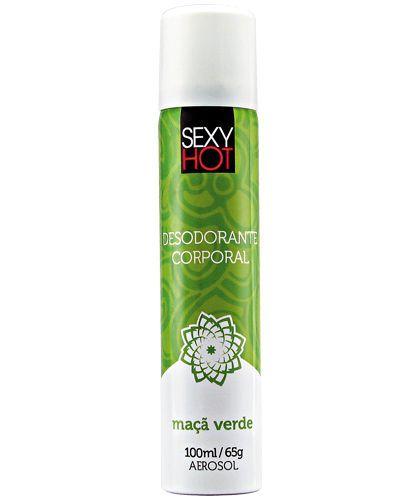 SEXY
HOT
DESODORANTE
CORPORAL
maçã verde
100ml / 65g
AEROSOL